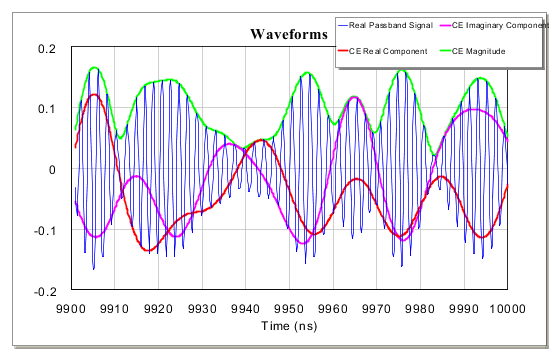 Waveforms
Real Passband Signal
CE Imaginary Component
CE Real Component
CE Magnitude
0.2
0.1
0
-0.1
-0.2
9900 9910 9920 9930 9940 9950 9960 9970 9980 9990 10000
Time (ns)